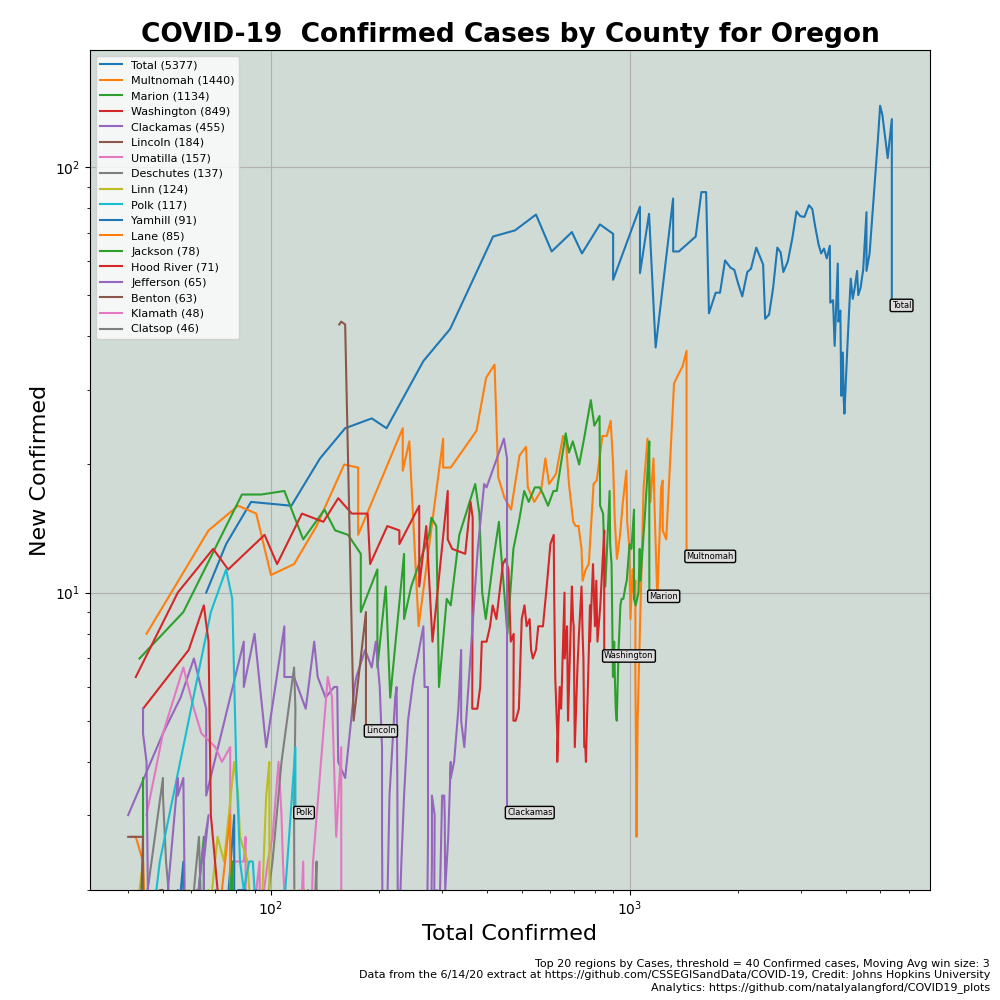 COVID-19  Confirmed Cases by County for Oregon
Total (5377)
Multnomah (1440)
Marion (1134)
Washington (849)
Clackamas (455)
Lincoln (184)
Umatilla (157)
Deschutes (137)
Linn (124)
Polk (117)
Yamhill (91)
Lane (85)
Jackson (78)
Hood River (71)
Jefferson (65)
Benton (63)
Klamath (48)
Clatsop (46)
10²
10¹
New Confirmed
Total
Multnomah
Marion
Washington
Lincoln
Polk
Clackamas
10²
10³
Total Confirmed
Top 20 regions by Cases, threshold = 40 Confirmed cases, Moving Avg win size: 3
Data from the 6/14/20 extract at https://github.com/CSSEGISandData/COVID-19, Credit: Johns Hopkins University
Analytics: https://github.com/natalyalangford/COVID19_plots